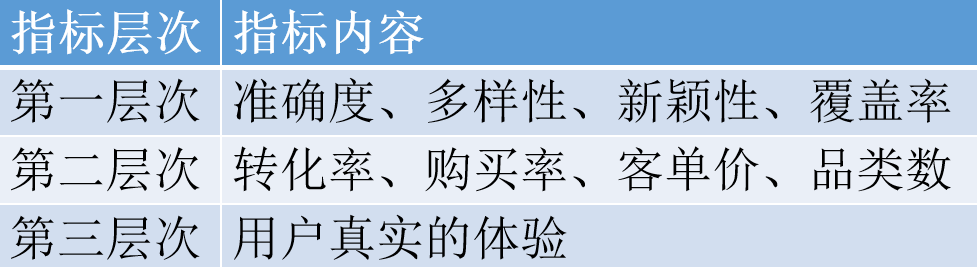 指标层次 指标内容
第一层次 准确度、多样性、新颖性、覆盖率
第二层次 转化率、购买率、客单价、品类数
第三层次 用户真实的体验